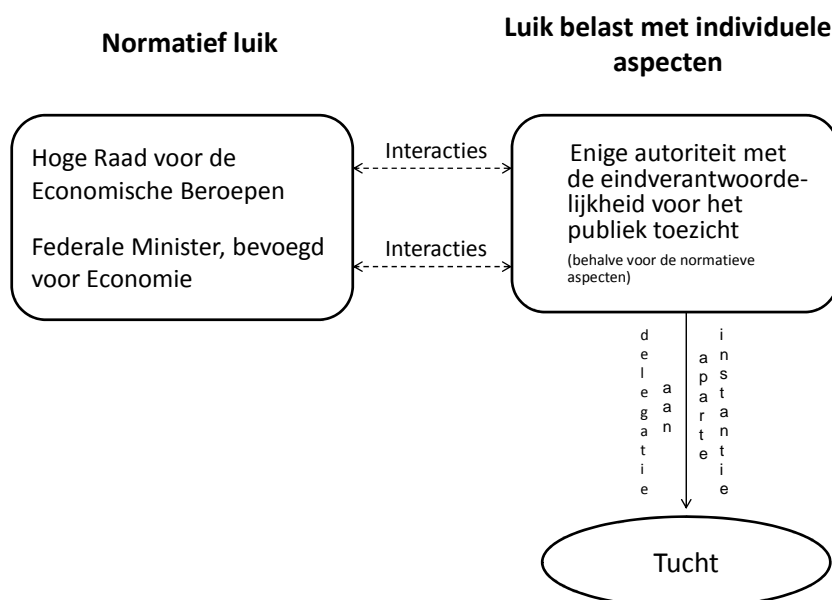 Normatief luik
Luik belast met individuele
aspecten
Hoge Raad voor de
Economische Beroepen
Federale Minister, bevoegd
voor Economie
Interacties
Interacties
Enige autoriteit met
de eindverantwoorde-
lijkheid voor het
publiek toezicht
(behalve voor de normatieve
aspecten)
delegatie
aan
aparte
instantie
Tucht